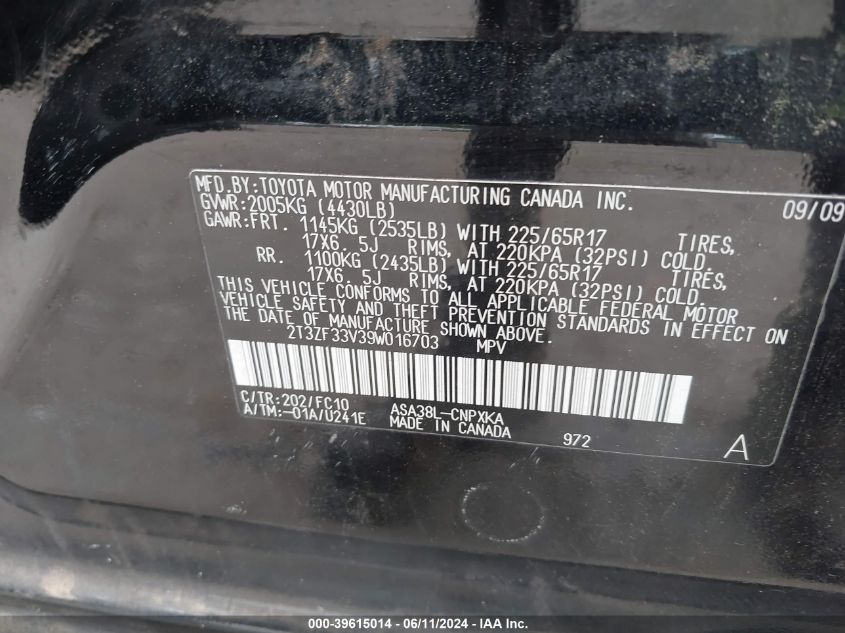 MFD.BY:TOYOTA MOTOR MANUFACTURING CANADA INC. 09/09
GVWR:2005KG (4430LB)
GAWR:FRT. 1145KG (2535LB) WITH 225/65R17 TIRES,
17X6.5J RIMS, AT 220KPA (32PSI) COLD.
RR. 1100KG (2435LB) WITH 225/65R17 TIRES,
17X6.5J RIMS, AT 220KPA (32PSI) COLD.
THIS VEHICLE CONFORMS TO ALL APPLICABLE FEDERAL MOTOR
VEHICLE SAFETY AND THEFT PREVENTION STANDARDS IN EFFECT ON
THE DATE OF MANUFACTURE SHOWN ABOVE.
2T3ZF33V39W016703 MPV
C/TR:202/FC10 ASA38L-CNPXKA
A/TM:-01A/U241E MADE IN CANADA 972 A
000-39615014 - 06/11/2024 - IAA Inc.